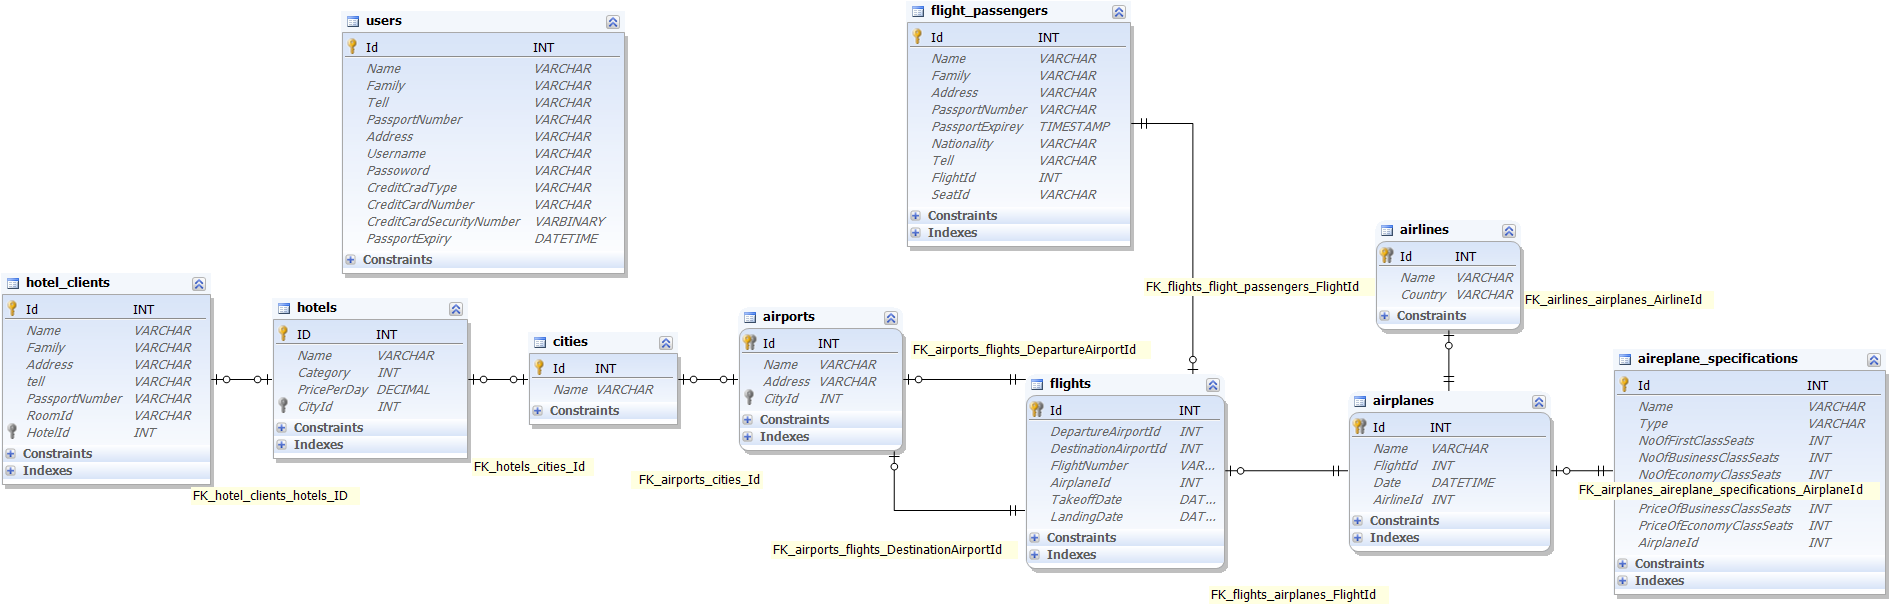 users
Id INT
Name VARCHAR
Family VARCHAR
Tell VARCHAR
PassportNumber VARCHAR
Address VARCHAR
Username VARCHAR
Passoword VARCHAR
CreditCradType VARCHAR
CreditCardNumber VARCHAR
CreditCardSecurityNumber VARBINARY
PassportExpiry DATETIME
Constraints
flight_passengers
Id INT
Name VARCHAR
Family VARCHAR
Address VARCHAR
PassportNumber VARCHAR
PassportExpirey TIMESTAMP
Nationality VARCHAR
Tell VARCHAR
FlightId INT
SeatId VARCHAR
Constraints
Indexes
hotel_clients
Id INT
Name VARCHAR
Family VARCHAR
Address VARCHAR
tell VARCHAR
PassportNumber VARCHAR
RoomId VARCHAR
HotelId INT
Constraints
Indexes
FK_hotel_clients_hotels_ID
hotels
ID INT
Name VARCHAR
Category INT
PricePerDay DECIMAL
CityId INT
Constraints
Indexes
FK_hotels_cities_Id
cities
Id INT
Name VARCHAR
Constraints
FK_airports_cities_Id
airports
Id INT
Name VARCHAR
Address VARCHAR
CityId INT
Constraints
Indexes
FK_airports_flights_DepartureAirportId
FK_airports_flights_DestinationAirportId
FK_flights_flight_passengers_FlightId
flights
Id INT
DepartureAirportId INT
DestinationAirportId INT
FlightNumber VAR...
AirplaneId INT
TakeoffDate DAT...
LandingDate DAT...
Constraints
Indexes
FK_flights_airplanes_FlightId
airlines
Id INT
Name VARCHAR
Country VARCHAR
Constraints
FK_airlines_airplanes_AirlineId
airplanes
Id INT
Name VARCHAR
FlightId INT
Date DATETIME
AirlineId INT
Constraints
Indexes
aireplane_specifications
Id INT
Name VARCHAR
Type VARCHAR
NoOfFirstClassSeats INT
NoOfBusinessClassSeats INT
NoOfEconomyClassSeats INT
FK_airplanes_aireplane_specifications_AirplaneId
PriceOfBusinessClassSeats INT
PriceOfEconomyClassSeats INT
AirplaneId INT
Constraints
Indexes